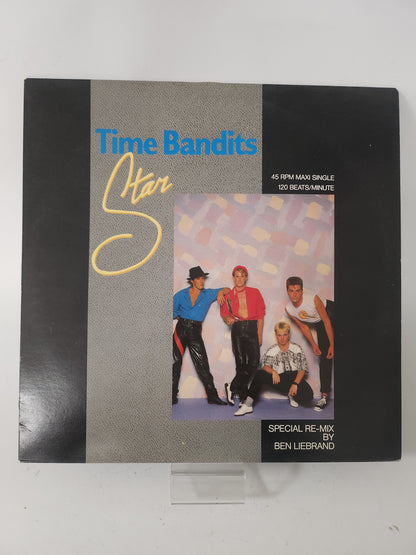 Time Bandits
Star
45 RPM MAXI SINGLE
120 BEATS/MINUTE
SPECIAL RE-MIX
BY
BEN LIEBRAND